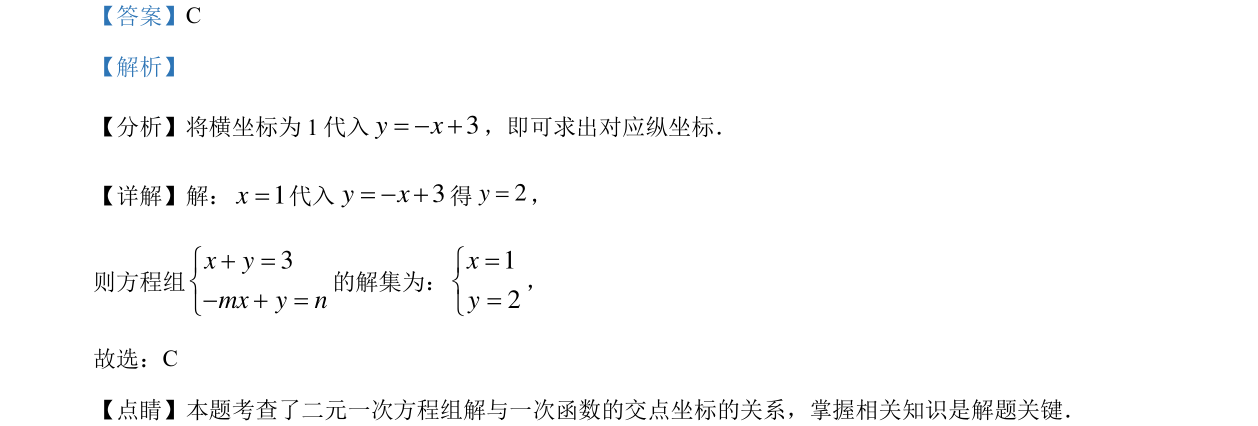 【答案】C
【解析】
【分析】将横坐标为 1 代入 y = −x + 3，即可求出对应纵坐标．
【详解】解： x = 1代入 y = −x + 3 得 y = 2，
则方程组{x + y = 3
−mx + y = n 的解集为：{x = 1
y = 2，
故选：C
【点睛】本题考查了二元一次方程组解与一次函数的交点坐标的关系，掌握相关知识是解题关键．